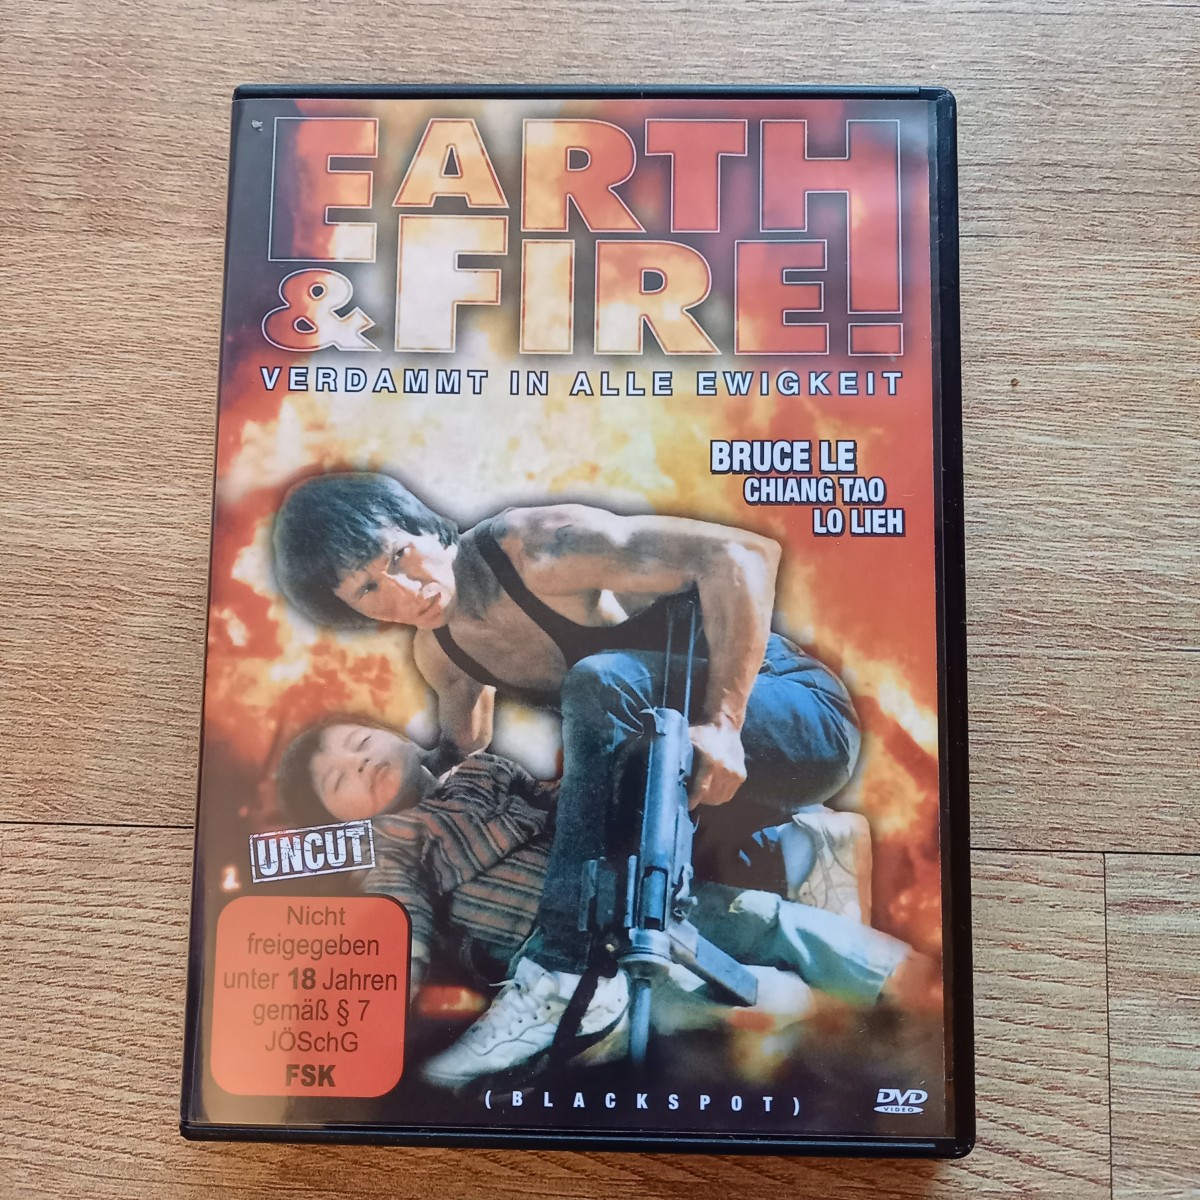 EARTH
& FIRE!
VERDAMMT IN ALLE EWIGKEIT
BRUCE LE
CHIANG TAO
LO LIEH
UNCUT
Nicht
freigegeben
unter 18 Jahren
gemäß § 7
JÖSchG
FSK
(BLACKSPOT)
DVD
VIDEO